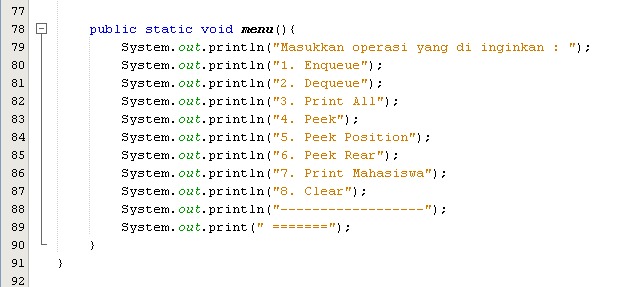 77
78 public static void menu(){
79 System.out.println("Masukkan operasi yang di inginkan : ");
80 System.out.println("1. Enqueue");
81 System.out.println("2. Dequeue");
82 System.out.println("3. Print All");
83 System.out.println("4. Peek");
84 System.out.println("5. Peek Position");
85 System.out.println("6. Peek Rear");
86 System.out.println("7. Print Mahasiswa");
87 System.out.println("8. Clear");
88 System.out.println("------------------");
89 System.out.print(" =======");
90 }
91 }
92